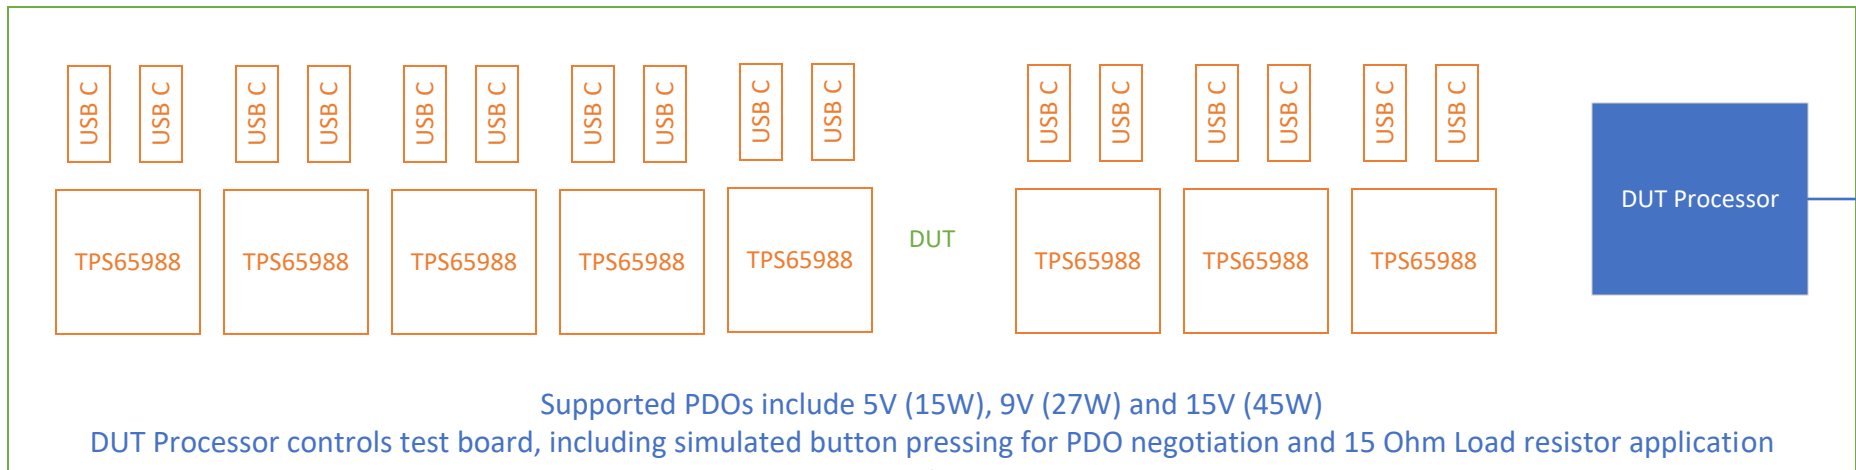 USB C USB C USB C USB C USB C USB C USB C USB C USB C USB C USB C USB C USB C USB C USB C USB C
TPS65988 TPS65988 TPS65988 TPS65988 TPS65988 DUT TPS65988 TPS65988 TPS65988 DUT Processor
Supported PDOs include 5V (15W), 9V (27W) and 15V (45W)
DUT Processor controls test board, including simulated button pressing for PDO negotiation and 15 Ohm Load resistor application